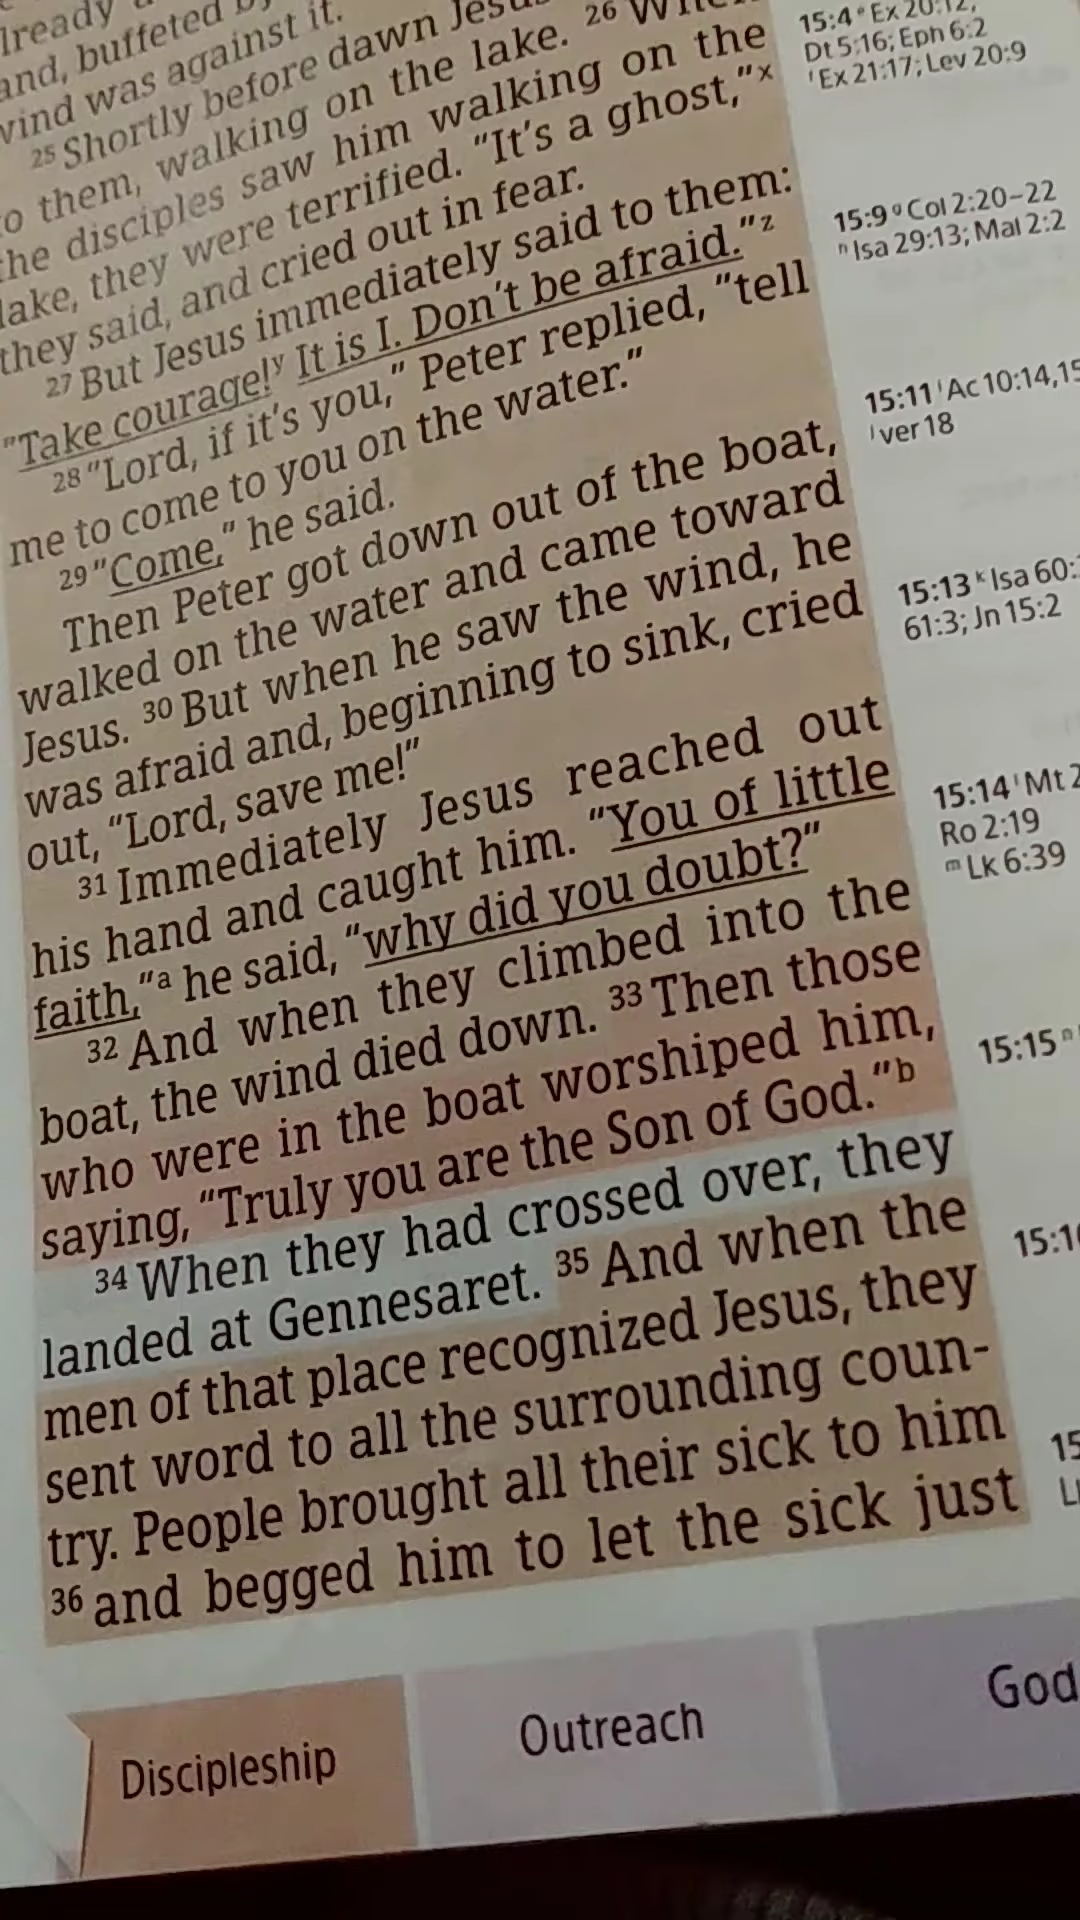 and, buffeted by
wind was against it.
25 Shortly before dawn Jesus
to them, walking on the lake. 26
the disciples saw him walking on the
lake, they were terrified. "It's a ghost,"x
they said, and cried out in fear.
27 But Jesus immediately said to them:
"Take courage!y It is I. Don't be afraid."z
28 "Lord, if it's you," Peter replied, "tell
me to come to you on the water."
29 "Come," he said.
Then Peter got down out of the boat,
walked on the water and came toward
Jesus. 30 But when he saw the wind, he
was afraid and, beginning to sink, cried
out, "Lord, save me!"
31 Immediately Jesus reached out
his hand and caught him. "You of little
faith,"a he said, "why did you doubt?"
32 And when they climbed into the
boat, the wind died down. 33 Then those
who were in the boat worshiped him,
saying, "Truly you are the Son of God."b
34 When they had crossed over, they
landed at Gennesaret. 35 And when the
men of that place recognized Jesus, they
sent word to all the surrounding coun-
try. People brought all their sick to him
36 and begged him to let the sick just
15:4 e Ex 20:12;
Dt 5:16; Eph 6:2
f Ex 21:17; Lev 20:9
15:9 Col 2:20–22
Isa 29:13; Mal 2:2
15:11 Ac 10:14,15
ver 18
15:13 k Isa 60:
61:3; Jn 15:2
15:14 l Mt 2
Ro 2:19
m Lk 6:39
15:15 n
15:1
15
Discipleship
Outreach
God